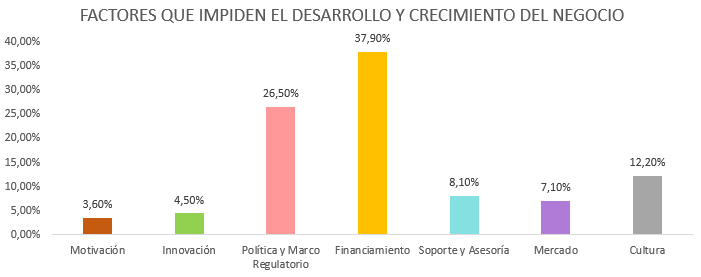 FACTORES QUE IMPIDEN EL DESARROLLO Y CRECIMIENTO DEL NEGOCIO
40,00%
35,00%
30,00%
25,00%
20,00%
15,00%
10,00%
5,00%
0,00%
3,60%
4,50%
26,50%
37,90%
8,10%
7,10%
12,20%
Motivación
Innovación
Política y Marco
Regulatorio
Financiamiento
Soporte y Asesoría
Mercado
Cultura